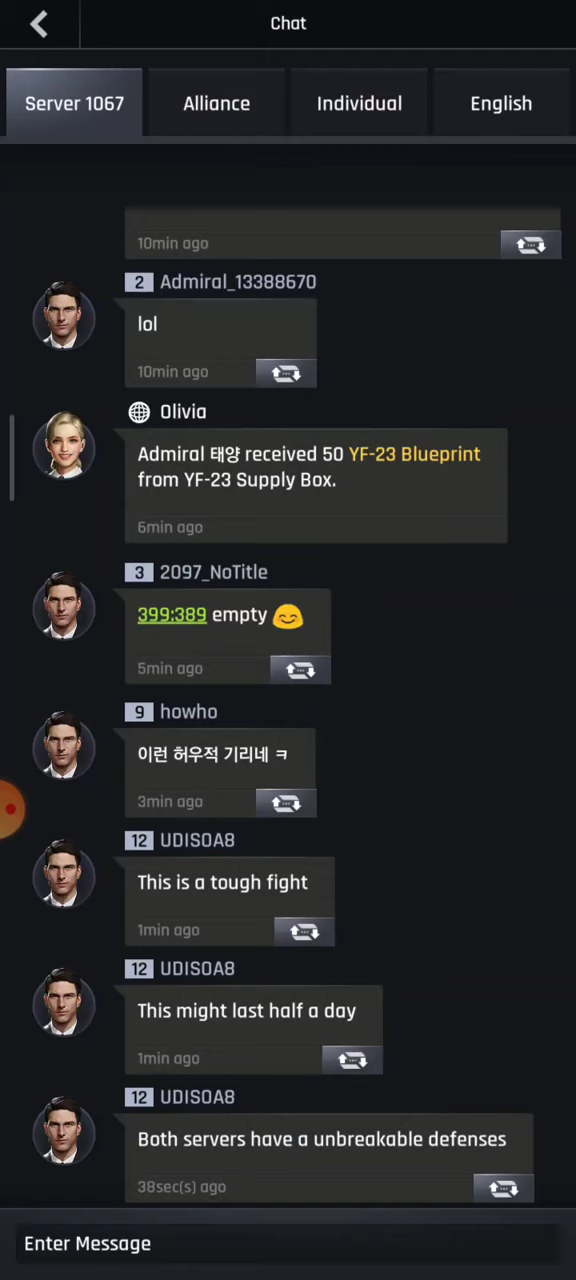 Chat
Server 1067
Alliance
Individual
English
10min ago
2 Admiral_13388670
lol
10min ago
Olivia
Admiral 태양 received 50 YF-23 Blueprint
from YF-23 Supply Box.
6min ago
3 2097_NoTitle
399:389 empty 😊
5min ago
9 howho
이런 허우적 기리네 ㅋ
3min ago
12 UDISOA8
This is a tough fight
1min ago
12 UDISOA8
This might last half a day
1min ago
12 UDISOA8
Both servers have a unbreakable defenses
38sec(s) ago
Enter Message